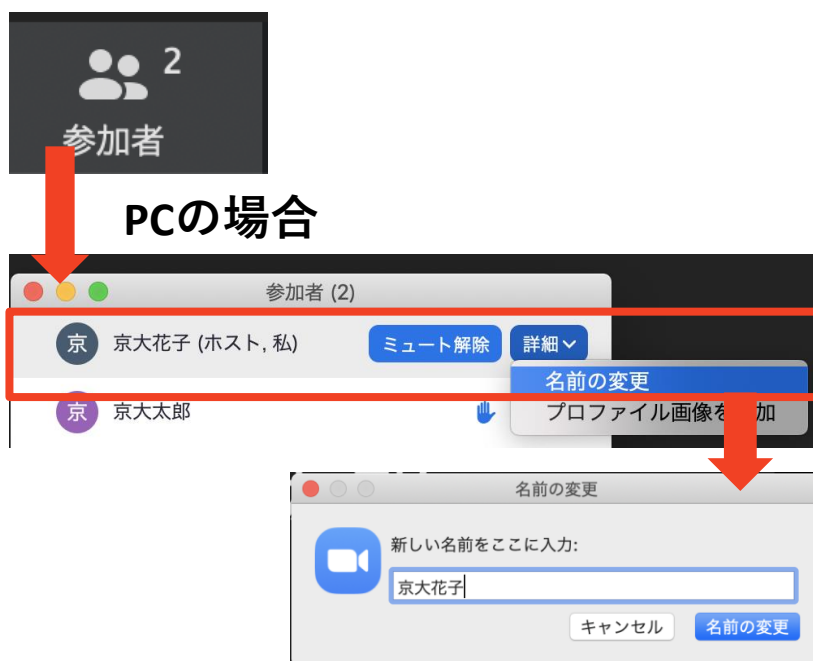 2
参加者
PCの場合
参加者 (2)
京 京大花子 (ホスト, 私) ミュート解除 詳細
名前の変更
京 京大太郎
プロファイル画像を 加
名前の変更
新しい名前をここに入力:
京大花子
キャンセル 名前の変更